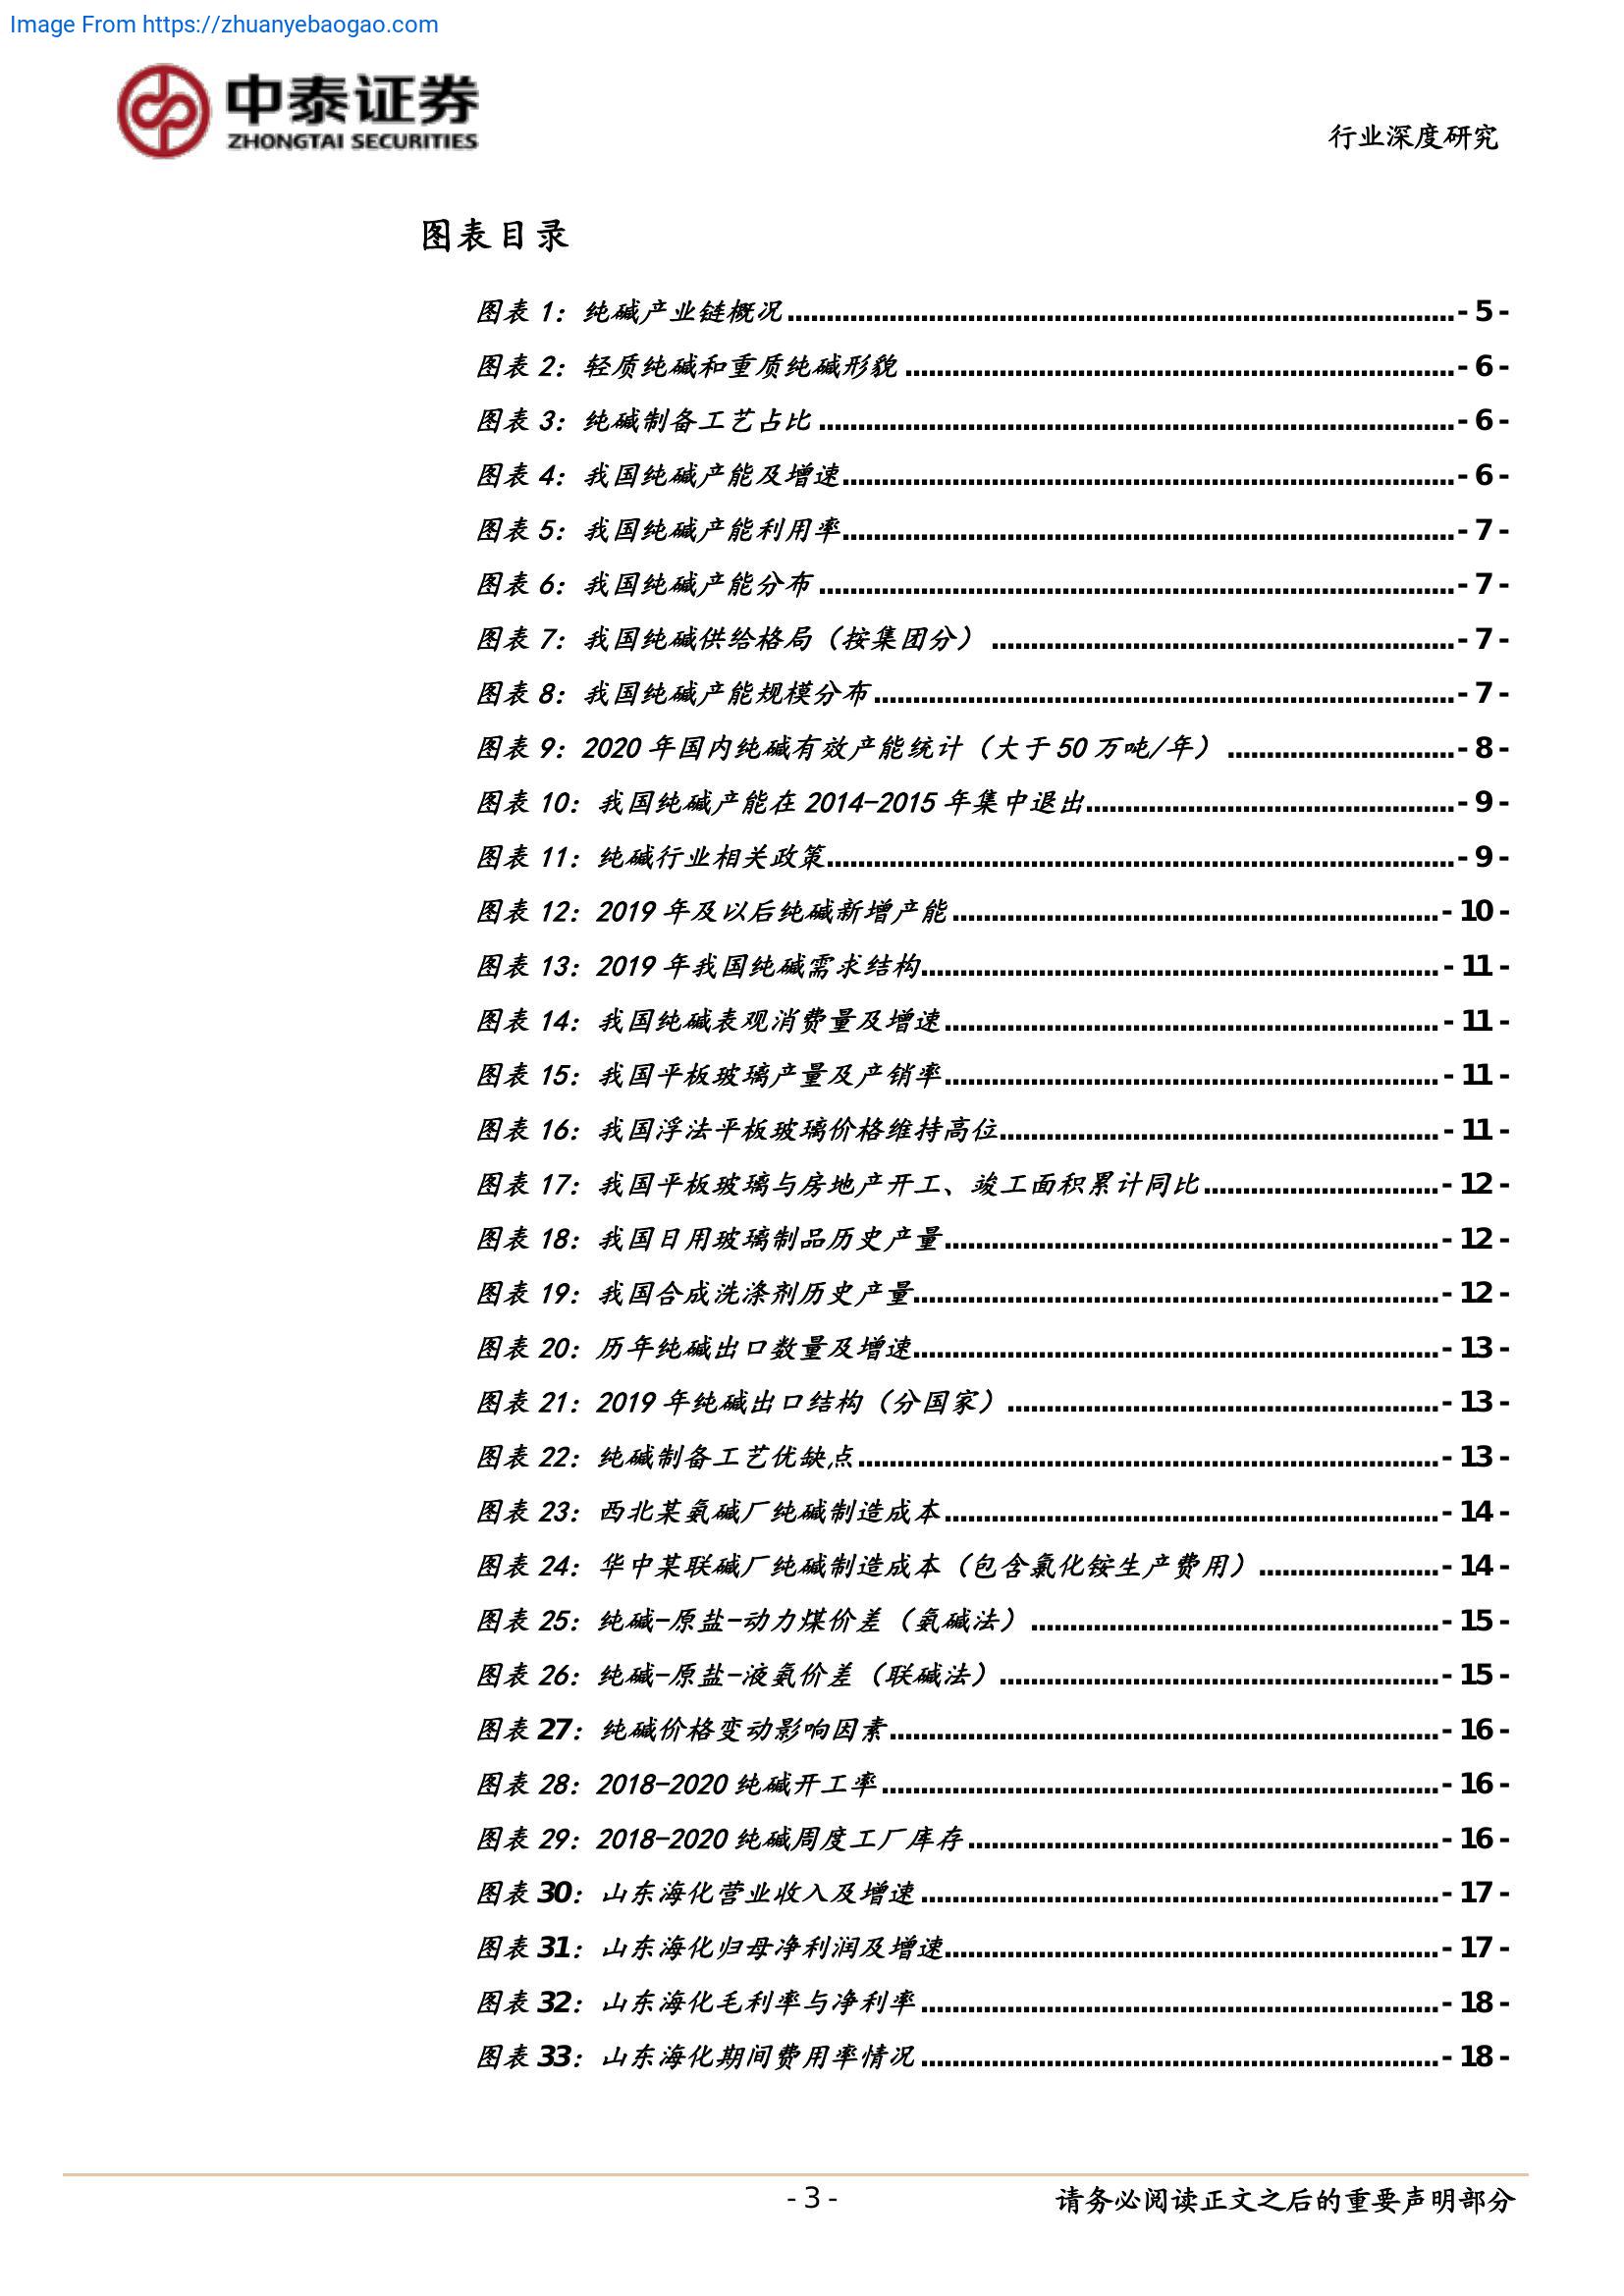 Image From https://zhuanyebaogao.com
中泰证券
ZHONGTAI SECURITIES
行业深度研究
图表目录
图表 1：纯碱产业链概况 - 5 -
图表 2：轻质纯碱和重质纯碱形貌 - 6 -
图表 3：纯碱制备工艺占比 - 6 -
图表 4：我国纯碱产能及增速 - 6 -
图表 5：我国纯碱产能利用率 - 7 -
图表 6：我国纯碱产能分布 - 7 -
图表 7：我国纯碱供给格局（按集团分） - 7 -
图表 8：我国纯碱产能规模分布 - 7 -
图表 9：2020 年国内纯碱有效产能统计（大于 50 万吨/年） - 8 -
图表 10：我国纯碱产能在 2014-2015 年集中退出 - 9 -
图表 11：纯碱行业相关政策 - 9 -
图表 12：2019 年及以后纯碱新增产能 - 10 -
图表 13：2019 年我国纯碱需求结构 - 11 -
图表 14：我国纯碱表观消费量及增速 - 11 -
图表 15：我国平板玻璃产量及产销率 - 11 -
图表 16：我国浮法平板玻璃价格维持高位 - 11 -
图表 17：我国平板玻璃与房地产开工、竣工面积累计同比 - 12 -
图表 18：我国日用玻璃制品历史产量 - 12 -
图表 19：我国合成洗涤剂历史产量 - 12 -
图表 20：历年纯碱出口数量及增速 - 13 -
图表 21：2019 年纯碱出口结构（分国家） - 13 -
图表 22：纯碱制备工艺优缺点 - 13 -
图表 23：西北某氨碱厂纯碱制造成本 - 14 -
图表 24：华中某联碱厂纯碱制造成本（包含氯化铵生产费用） - 14 -
图表 25：纯碱-原盐-动力煤价差（氨碱法） - 15 -
图表 26：纯碱-原盐-液氨价差（联碱法） - 15 -
图表 27：纯碱价格变动影响因素 - 16 -
图表 28：2018-2020 纯碱开工率 - 16 -
图表 29：2018-2020 纯碱周度工厂库存 - 16 -
图表 30：山东海化营业收入及增速 - 17 -
图表 31：山东海化归母净利润及增速 - 17 -
图表 32：山东海化毛利率与净利率 - 18 -
图表 33：山东海化期间费用率情况 - 18 -
- 3 -
请务必阅读正文之后的重要声明部分